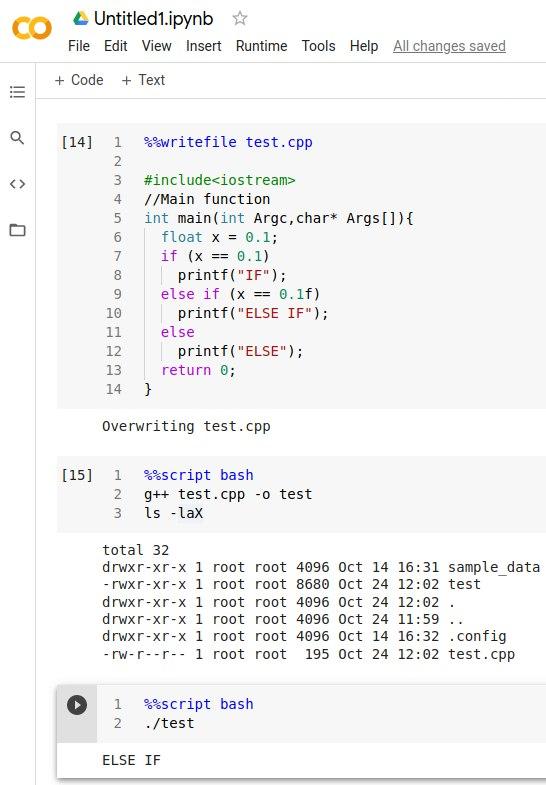 Untitled1.ipynb
File Edit View Insert Runtime Tools Help All changes saved
+ Code + Text
[14] 1 %%writefile test.cpp
2
3 #include<iostream>
4 //Main function
5 int main(int Argc,char* Args[]){
6 float x = 0.1;
7 if (x == 0.1)
8 printf("IF");
9 else if (x == 0.1f)
10 printf("ELSE IF");
11 else
12 printf("ELSE");
13 return 0;
14 }
Overwriting test.cpp
[15] 1 %%script bash
2 g++ test.cpp -o test
3 ls -laX
total 32
drwxr-xr-x 1 root root 4096 Oct 14 16:31 sample_data
-rwxr-xr-x 1 root root 8680 Oct 24 12:02 test
drwxr-xr-x 1 root root 4096 Oct 24 12:02 .
drwxr-xr-x 1 root root 4096 Oct 24 11:59 ..
drwxr-xr-x 1 root root 4096 Oct 14 16:32 .config
-rw-r--r-- 1 root root 195 Oct 24 12:02 test.cpp
1 %%script bash
2 ./test
ELSE IF